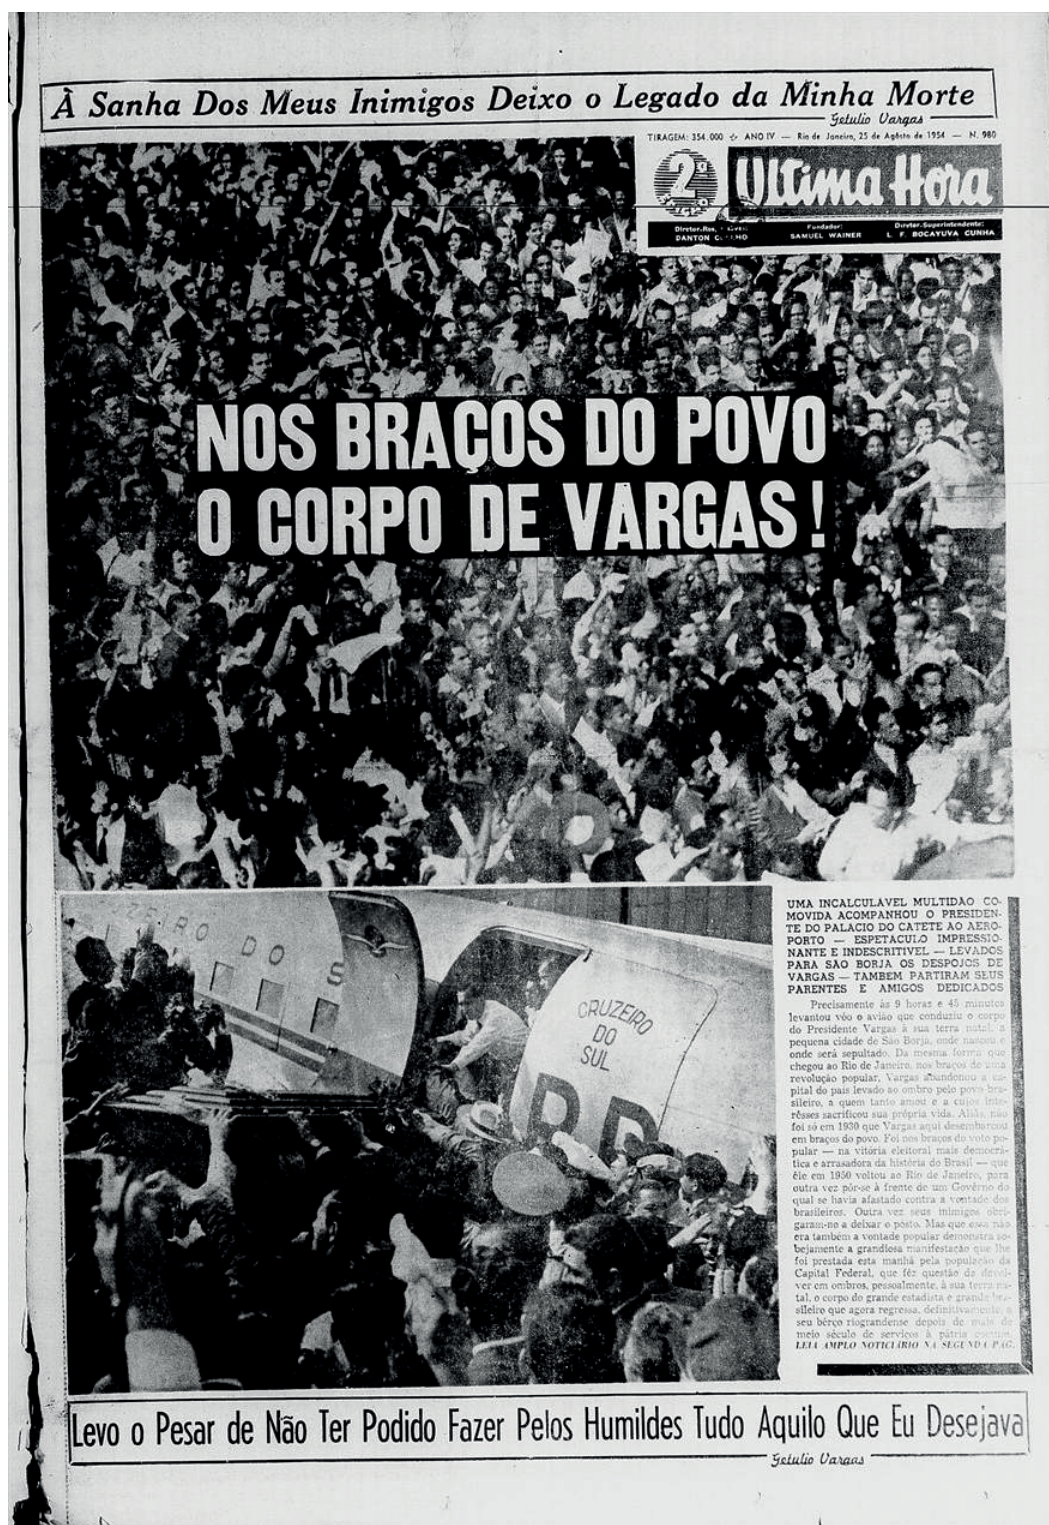 À Sanha Dos Meus Inimigos Deixo o Legado da Minha Morte
Getulio Vargas
TIRAGEM: 354.000 ☆ ANO IV — Rio de Janeiro, 25 de Agôsto de 1954 — N. 980
2ª
Ultima Hora
Diretor-Res.
DANTON
Fundador:
SAMUEL WAINER
Diretor-Superintendente:
L. F. BOCAYUVA CUNHA
NOS BRAÇOS DO POVO
O CORPO DE VARGAS!
ZEIRO DO S
CRUZEIRO
DO
SUL
UMA INCALCULAVEL MULTIDÃO CO-
MOVIDA ACOMPANHOU O PRESIDEN-
TE DO PALACIO DO CATETE AO AERO-
PORTO — ESPETACULO IMPRESSIO-
NANTE E INDESCRITIVEL — LEVADOS
PARA SAO BORJA OS DESPOJOS DE
VARGAS — TAMBEM PARTIRAM SEUS
PARENTES E AMIGOS DEDICADOS
Precisamente às 9 horas e 45 minutos
levantou vôo o avião que conduziu o corpo
do Presidente Vargas à sua terra natal, a
pequena cidade de São Borja, onde nasceu e
onde será sepultado. Da mesma forma que
chegou ao Rio de Janeiro, nos braços de uma
revolução popular, Vargas abandonou a ca-
pital do país levado ao ombro pelo povo bra-
sileiro, a quem tanto amou e a cujos inte-
rêsses sacrificou sua própria vida. Aliás, não
foi só em 1930 que Vargas aqui desembarcou
em braços do povo. Foi nos braços do voto po-
pular — na vitória eleitoral mais democrá-
tica e arrasadora da história do Brasil — que
êle em 1950 voltou ao Rio de Janeiro, para
outra vez pôr-se à frente de um Govêrno do
qual se havia afastado contra a vontade dos
brasileiros. Outra vez seus inimigos obri-
garam-no a deixar o pôsto. Mas que essa não
era também a vontade popular demonstra so-
bejamente a grandiosa manifestação que lhe
foi prestada esta manhã pela população da
Capital Federal, que fêz questão de devol-
ver em ombros, pessoalmente, à sua terra na-
tal, o corpo do grande estadista e grande bra-
sileiro que agora regressa, definitivamente, a
seu bêrço riograndense depois de mais de
meio século de serviços à pátria
LEIA AMPLO NOTICIÁRIO NA SEGUNDA PAG.
Levo o Pesar de Não Ter Podido Fazer Pelos Humildes Tudo Aquilo Que Eu Desejava
Getulio Vargas